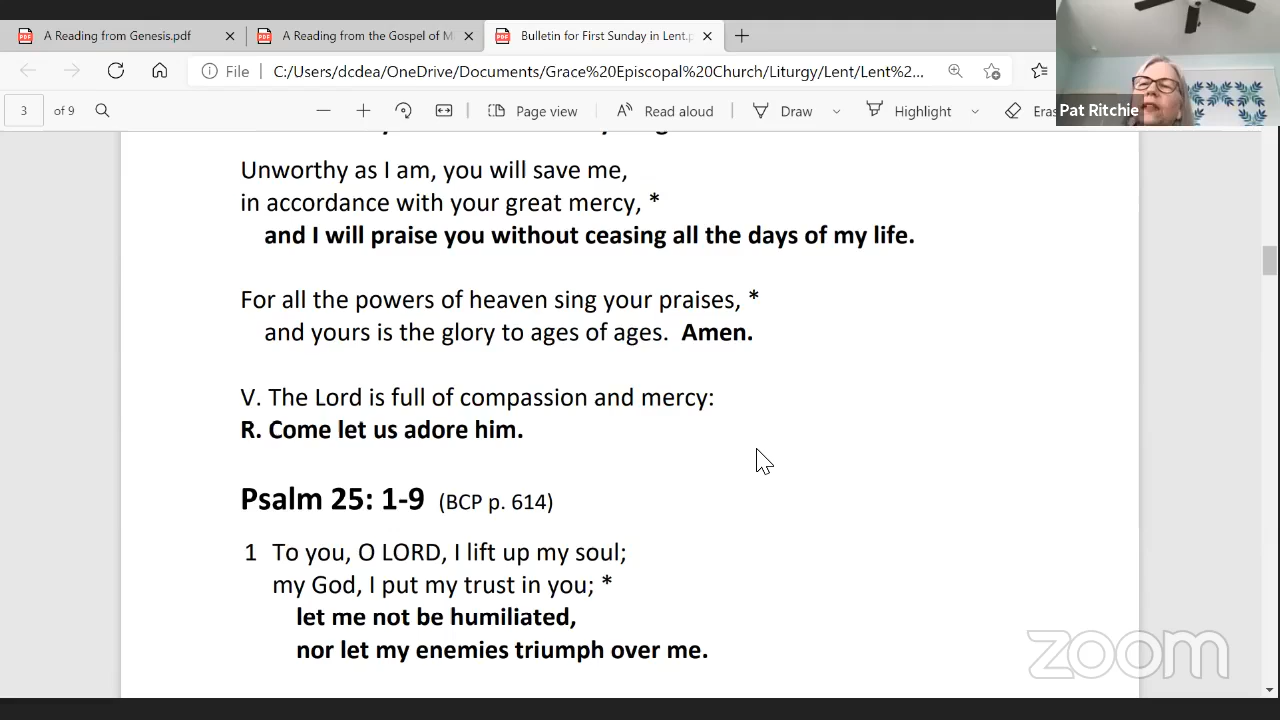 A Reading from Genesis.pdf
A Reading from the Gospel of M
Bulletin for First Sunday in Lent.p
File
C:/Users/dcdea/OneDrive/Documents/Grace%20Episcopal%20Church/Liturgy/Lent/Lent%2...
3 of 9
Page view
Read aloud
Draw
Highlight
Eras
Pat Ritchie
Unworthy as I am, you will save me,
in accordance with your great mercy, *
and I will praise you without ceasing all the days of my life.
For all the powers of heaven sing your praises, *
and yours is the glory to ages of ages. Amen.
V. The Lord is full of compassion and mercy:
R. Come let us adore him.
Psalm 25: 1-9 (BCP p. 614)
1 To you, O LORD, I lift up my soul;
my God, I put my trust in you; *
let me not be humiliated,
nor let my enemies triumph over me.
zoom